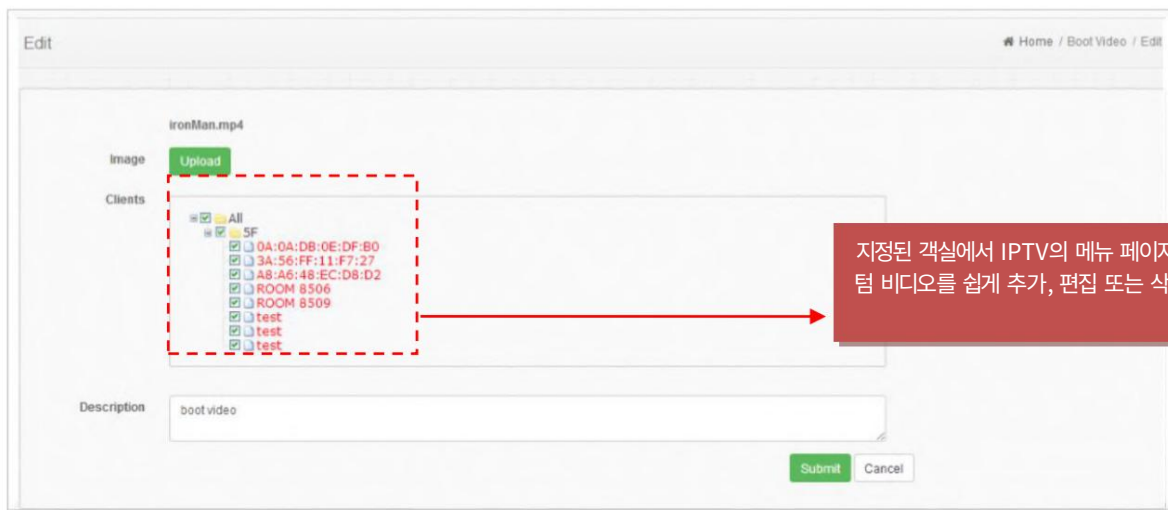 Edit
Home / Boot Video / Edit
ironMan.mp4
Image
Upload
Clients
All
5F
0A:0A:DB:0E:DF:B0
3A:56:FF:11:F7:27
A8:A6:48:EC:D8:D2
ROOM 8506
ROOM 8509
test
test
test
지정된 객실에서 IPTV의 메뉴 페이지
텀 비디오를 쉽게 추가, 편집 또는 삭
Description
boot video
Submit
Cancel